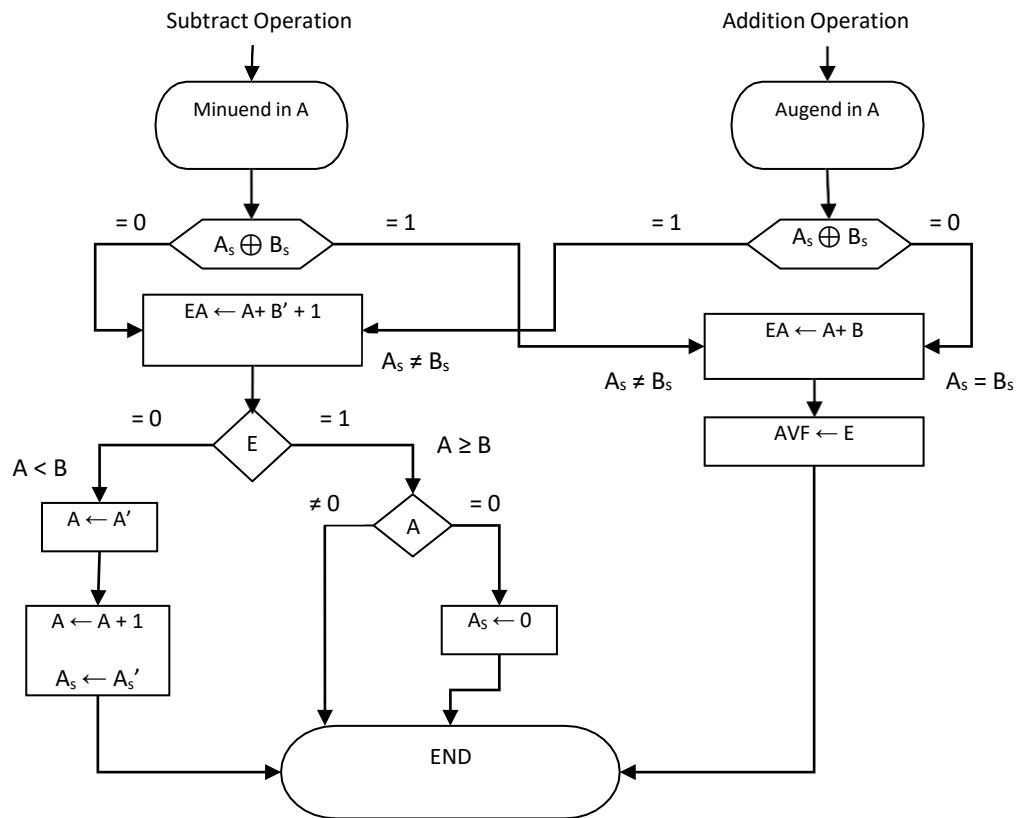 Subtract Operation
Addition Operation
Minuend in A
Augend in A
= 0
= 1
= 1
= 0
Aₛ ⊕ Bₛ
Aₛ ⊕ Bₛ
EA ← A+ B’ + 1
EA ← A+ B
Aₛ ≠ Bₛ
Aₛ ≠ Bₛ
Aₛ = Bₛ
= 0
= 1
E
AVF ← E
A < B
A ≥ B
≠ 0
= 0
A ← A’
A
A ← A + 1
Aₛ ← Aₛ’
Aₛ ← 0
END